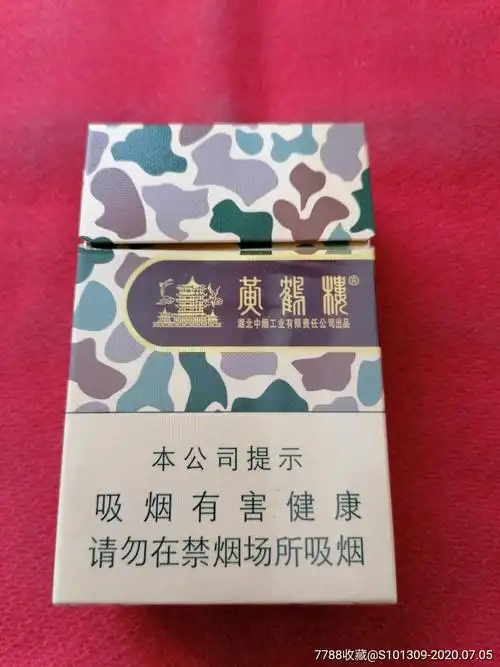 黄鹤楼®
湖北中烟工业有限责任公司出品
本公司提示
吸烟有害健康
请勿在禁烟场所吸烟
7788收藏@S101309-2020.07.05